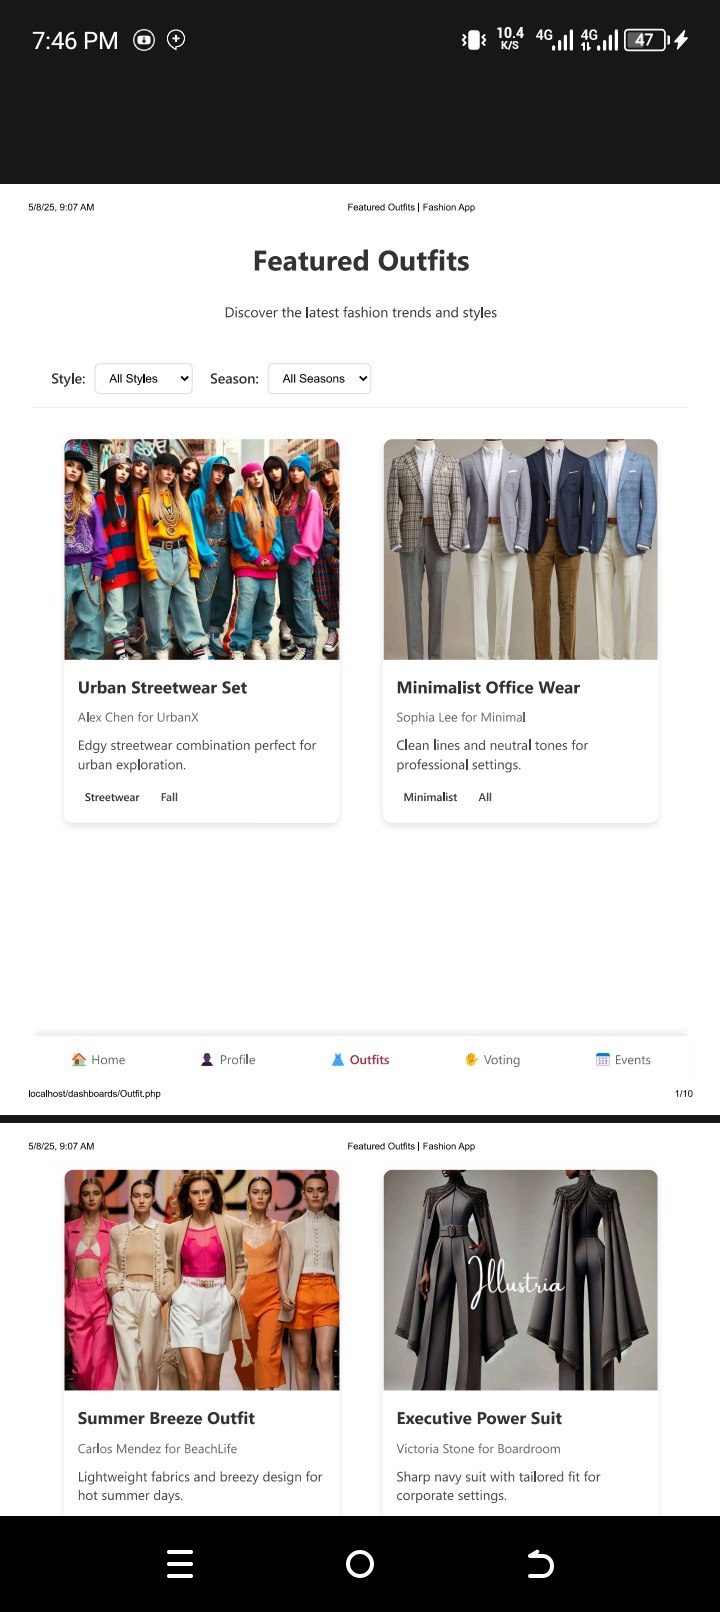 7:46 PM
10.4 K/S 4G 4G 47
5/8/25, 9:07 AM Featured Outfits | Fashion App
Featured Outfits
Discover the latest fashion trends and styles
Style: All Styles Season: All Seasons
Urban Streetwear Set
Alex Chen for UrbanX
Edgy streetwear combination perfect for
urban exploration.
Streetwear Fall
Minimalist Office Wear
Sophia Lee for Minimal
Clean lines and neutral tones for
professional settings.
Minimalist All
Home Profile Outfits Voting Events
localhost/dashboards/Outfit.php 1/10
5/8/25, 9:07 AM Featured Outfits | Fashion App
2025
Illustria
Summer Breeze Outfit
Carlos Mendez for BeachLife
Lightweight fabrics and breezy design for
hot summer days.
Executive Power Suit
Victoria Stone for Boardroom
Sharp navy suit with tailored fit for
corporate settings.